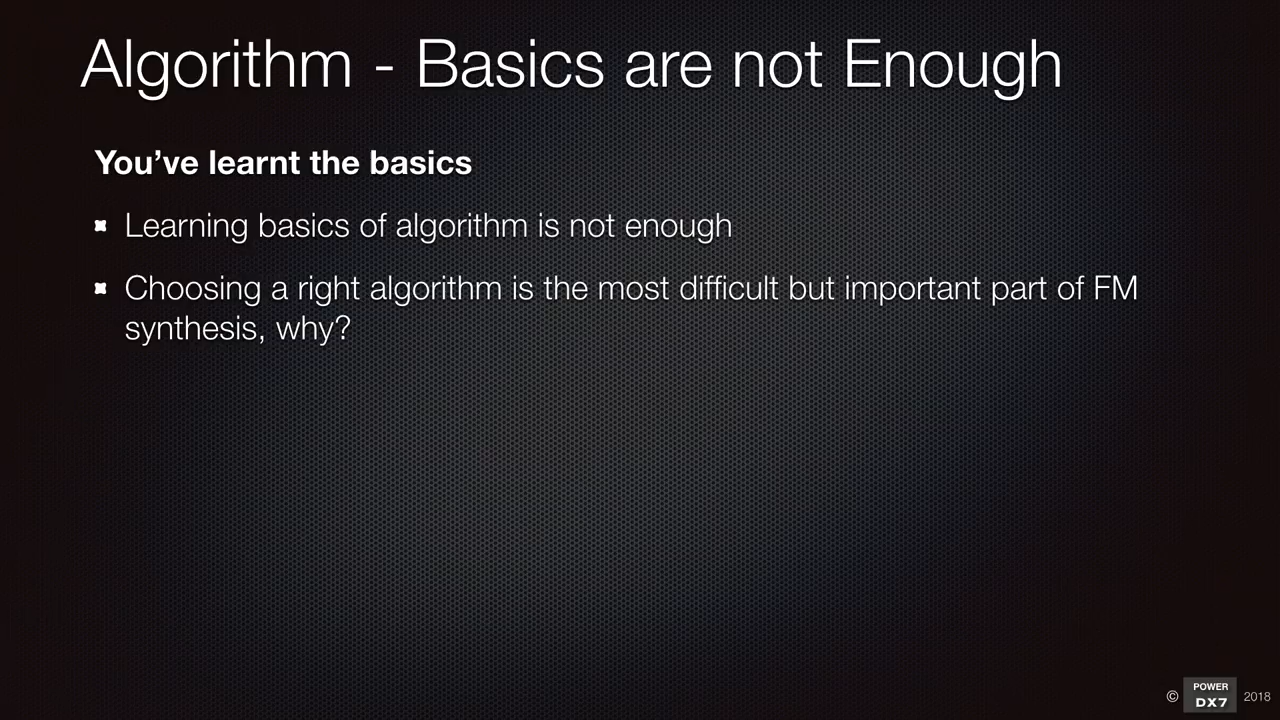 Algorithm - Basics are not Enough
You’ve learnt the basics
Learning basics of algorithm is not enough
Choosing a right algorithm is the most difficult but important part of FM
synthesis, why?
© POWER DX7 2018